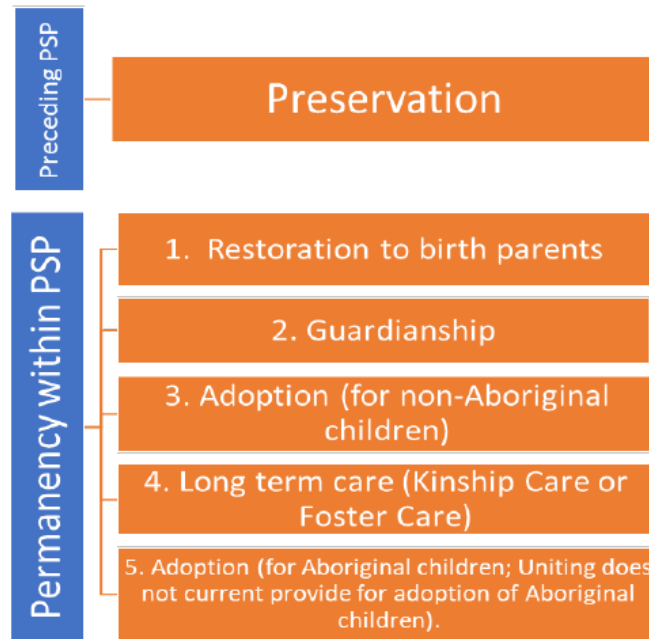 Preceding PSP
Preservation
Permanency within PSP
1. Restoration to birth parents
2. Guardianship
3. Adoption (for non-Aboriginal
children)
4. Long term care (Kinship Care or
Foster Care)
5. Adoption (for Aboriginal children; Uniting does
not current provide for adoption of Aboriginal
children).